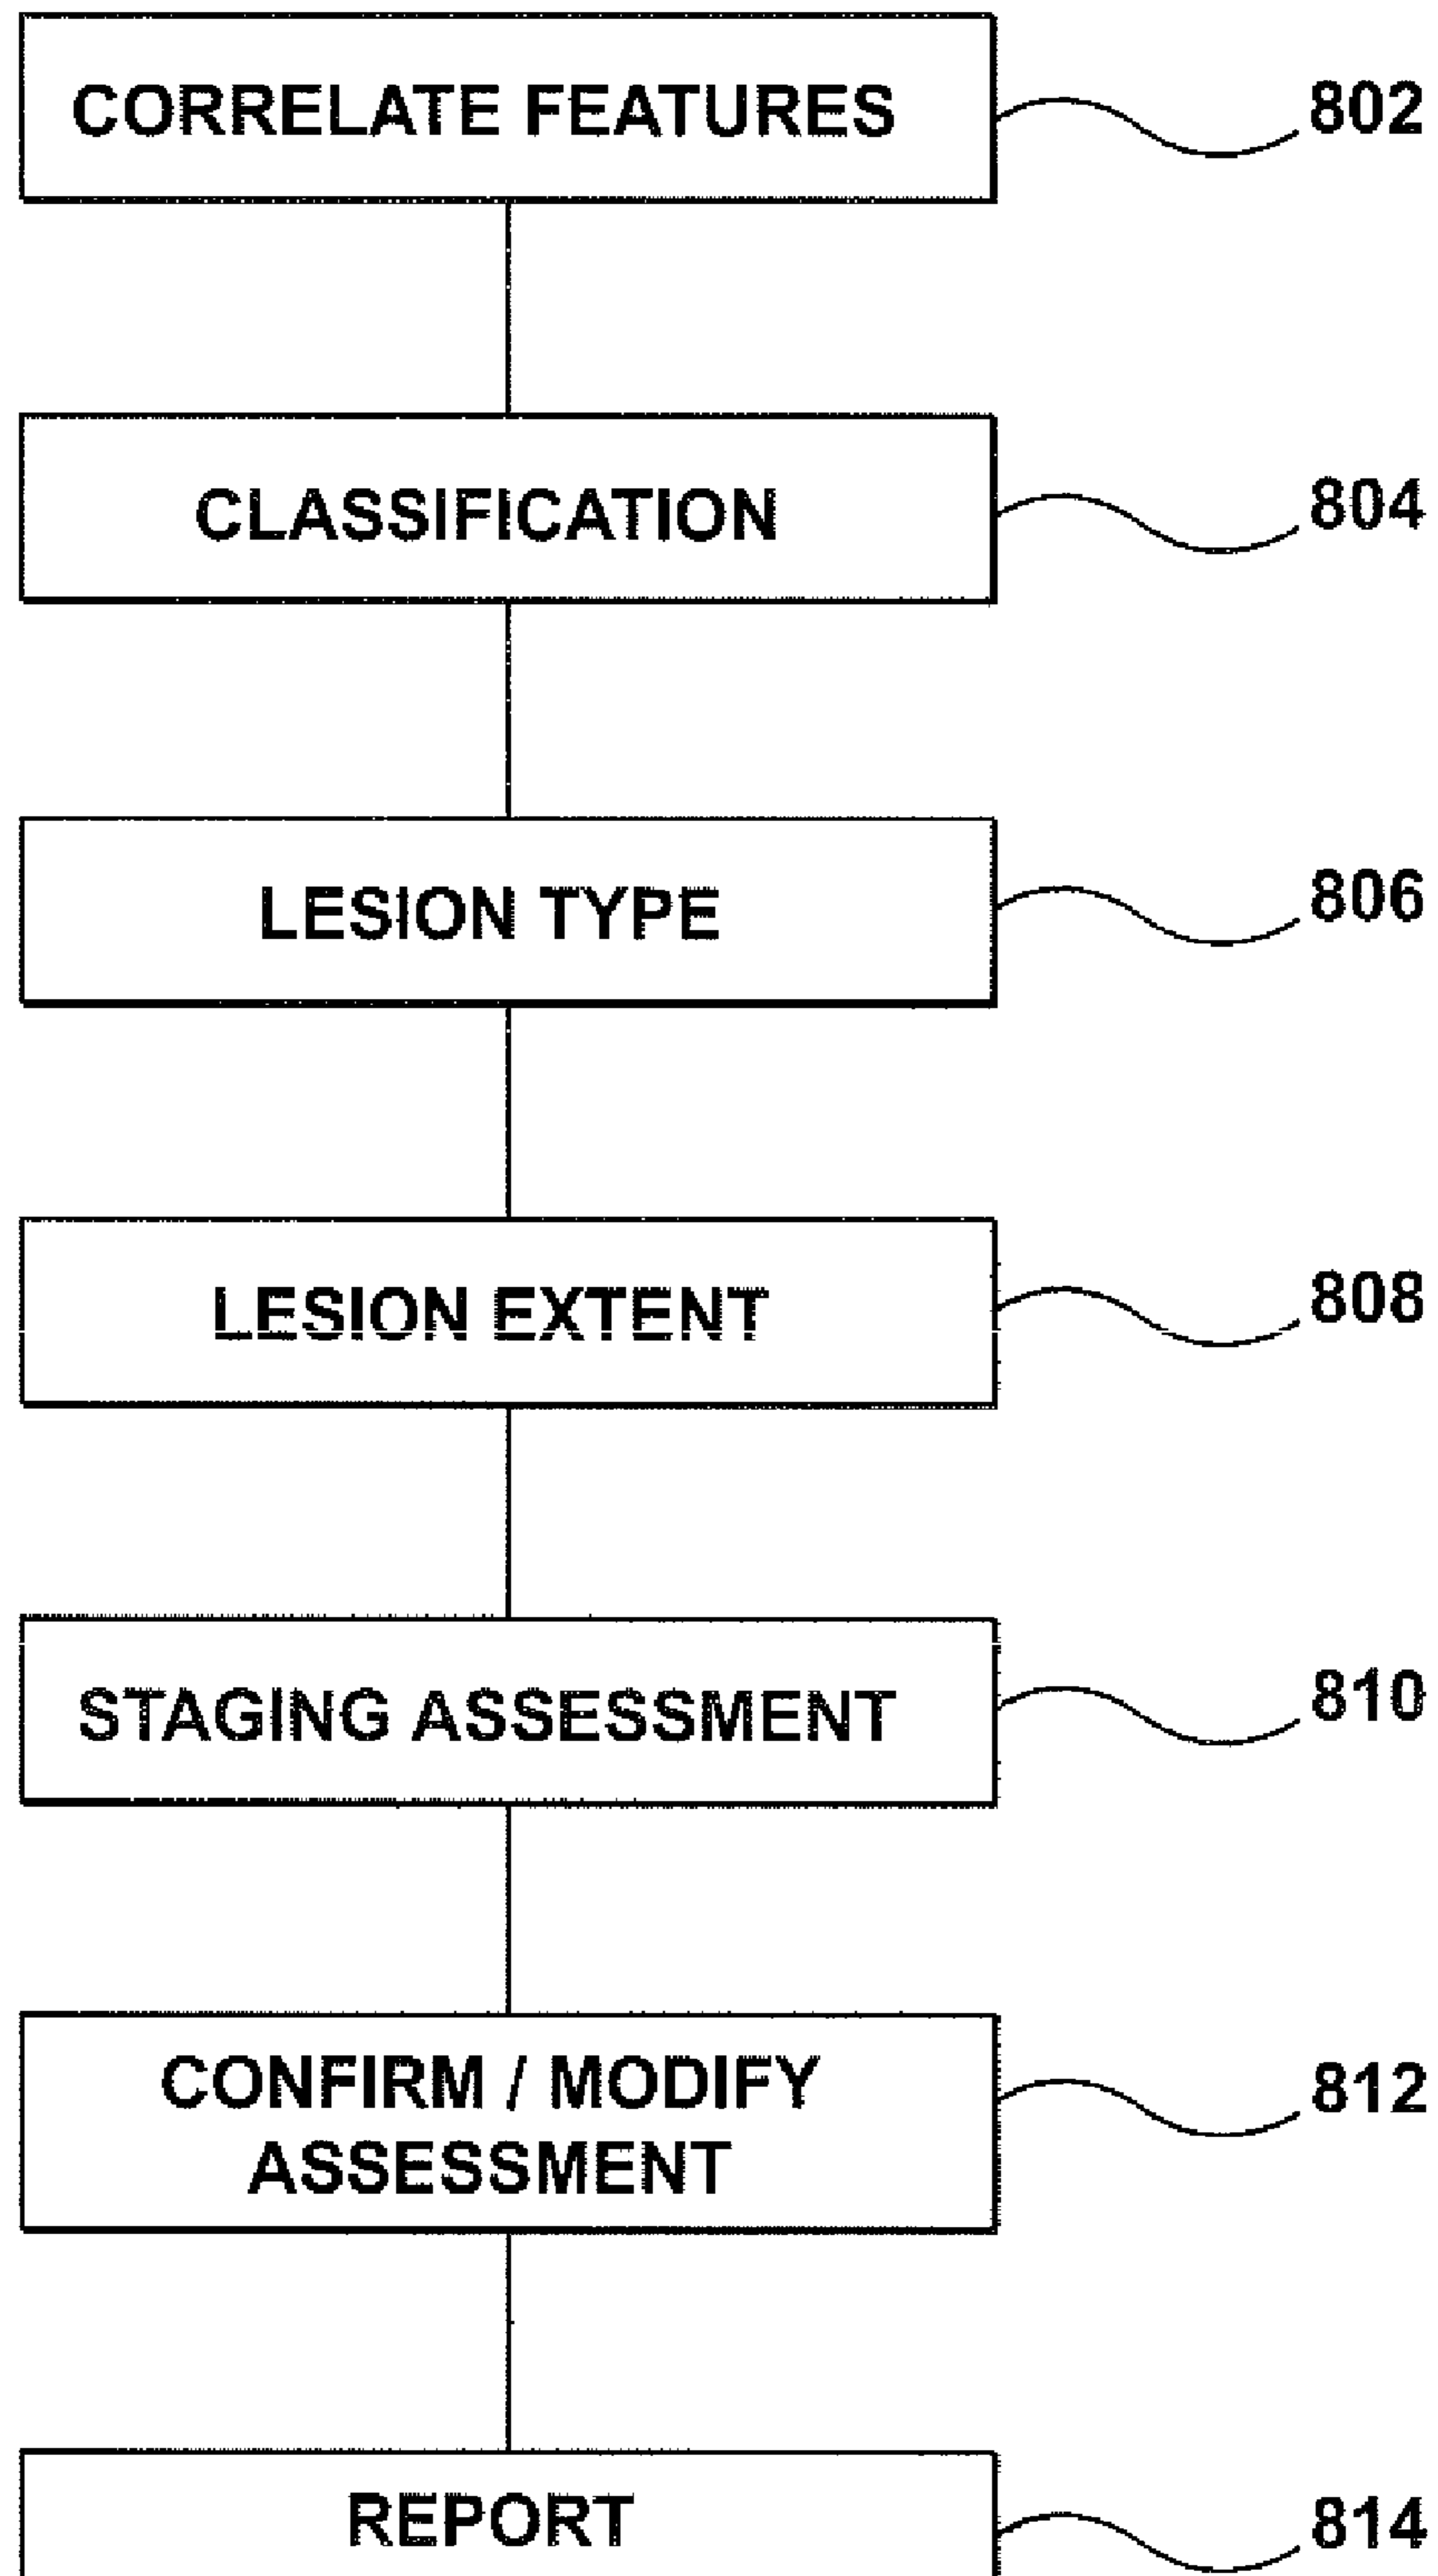 CORRELATE FEATURES
802
CLASSIFICATION
804
LESION TYPE
806
LESION EXTENT
808
STAGING ASSESSMENT
810
CONFIRM / MODIFY
ASSESSMENT
812
REPORT
814